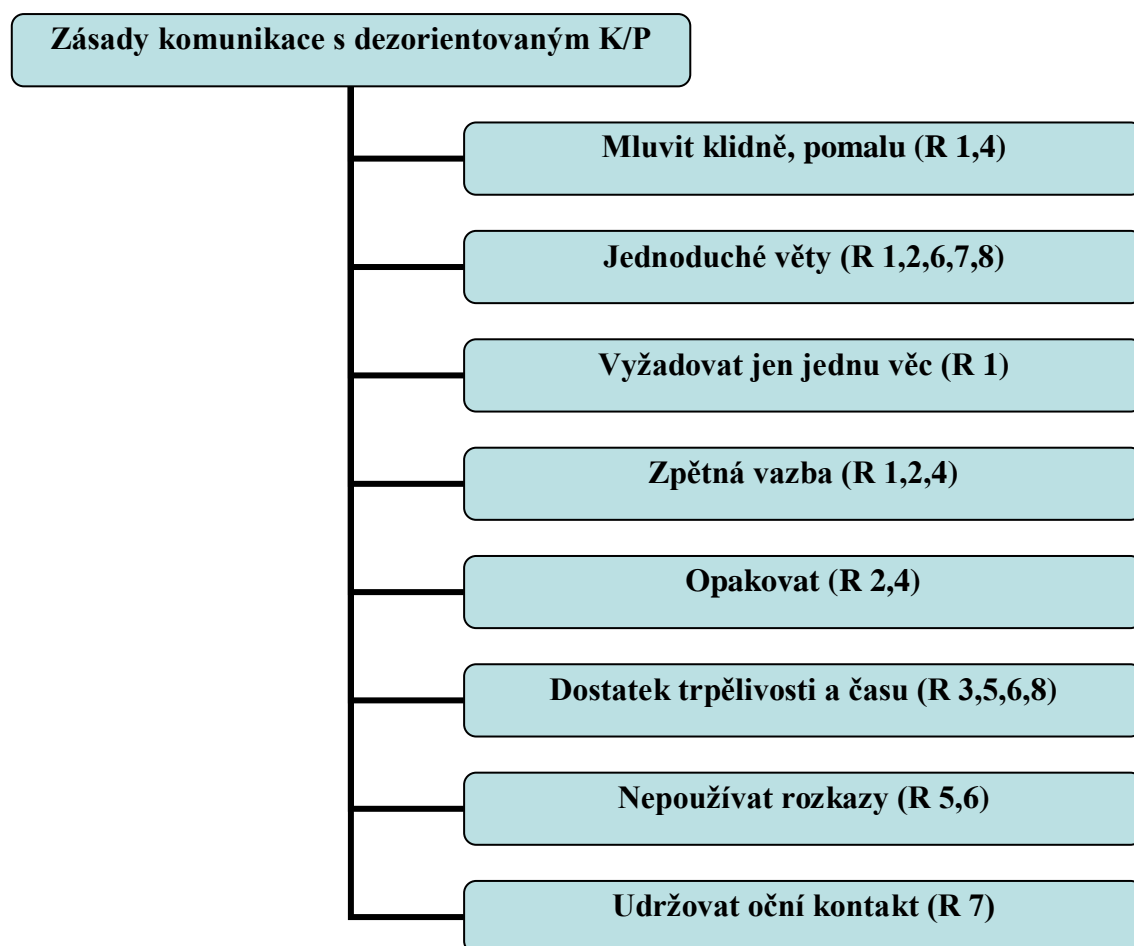 Zásady komunikace s dezorientovaným K/P
Mluvit klidně, pomalu (R 1,4)
Jednoduché věty (R 1,2,6,7,8)
Vyžadovat jen jednu věc (R 1)
Zpětná vazba (R 1,2,4)
Opakovat (R 2,4)
Dostatek trpělivosti a času (R 3,5,6,8)
Nepoužívat rozkazy (R 5,6)
Udržovat oční kontakt (R 7)